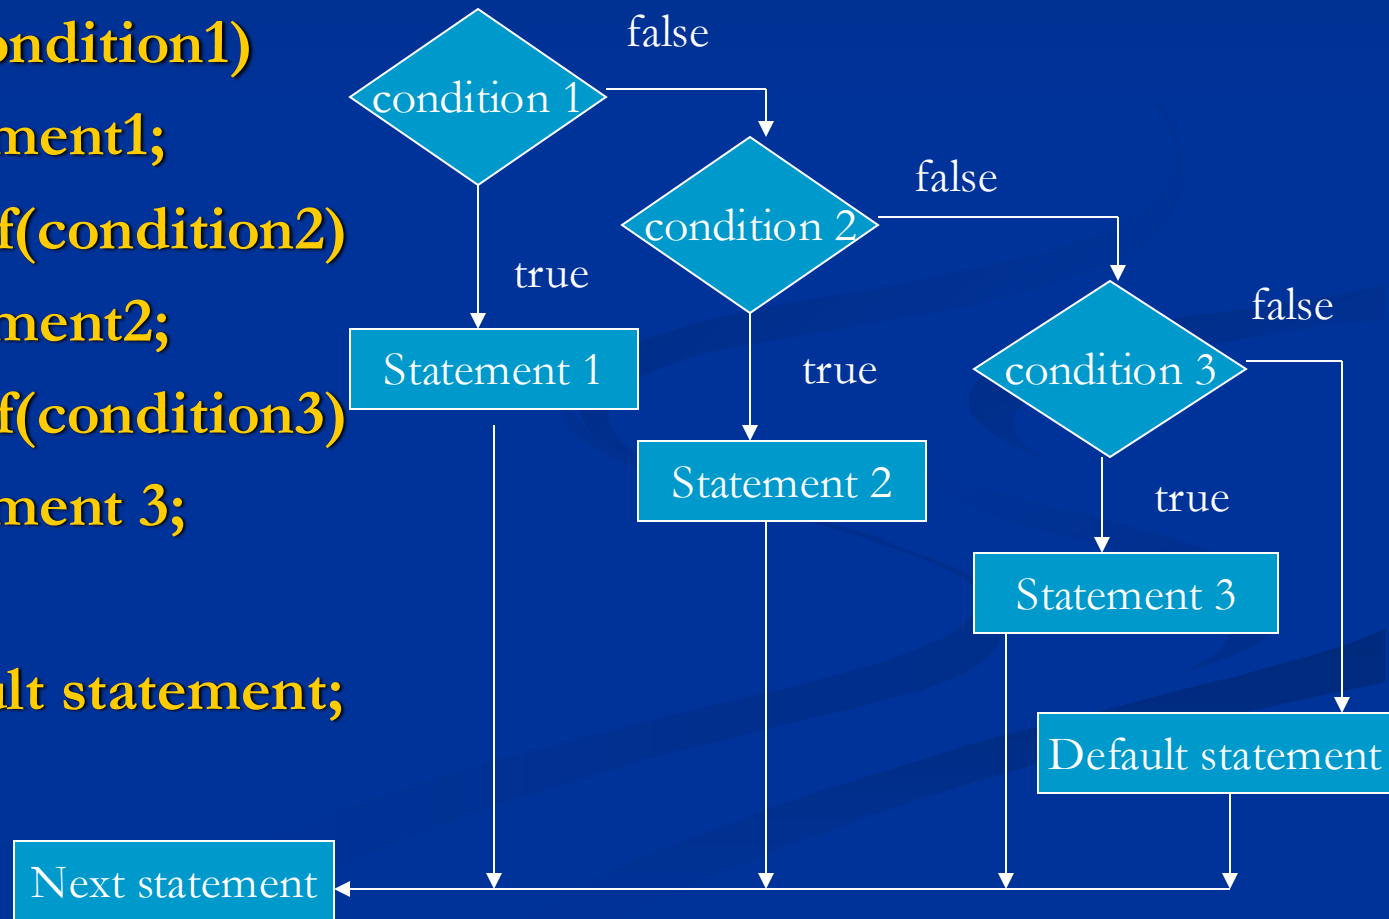 ondition1)
ment1;
f(condition2)
ment2;
f(condition3)
ment 3;
ult statement;
false
condition 1
true
Statement 1
false
condition 2
true
Statement 2
false
condition 3
true
Statement 3
Default statement
Next statement